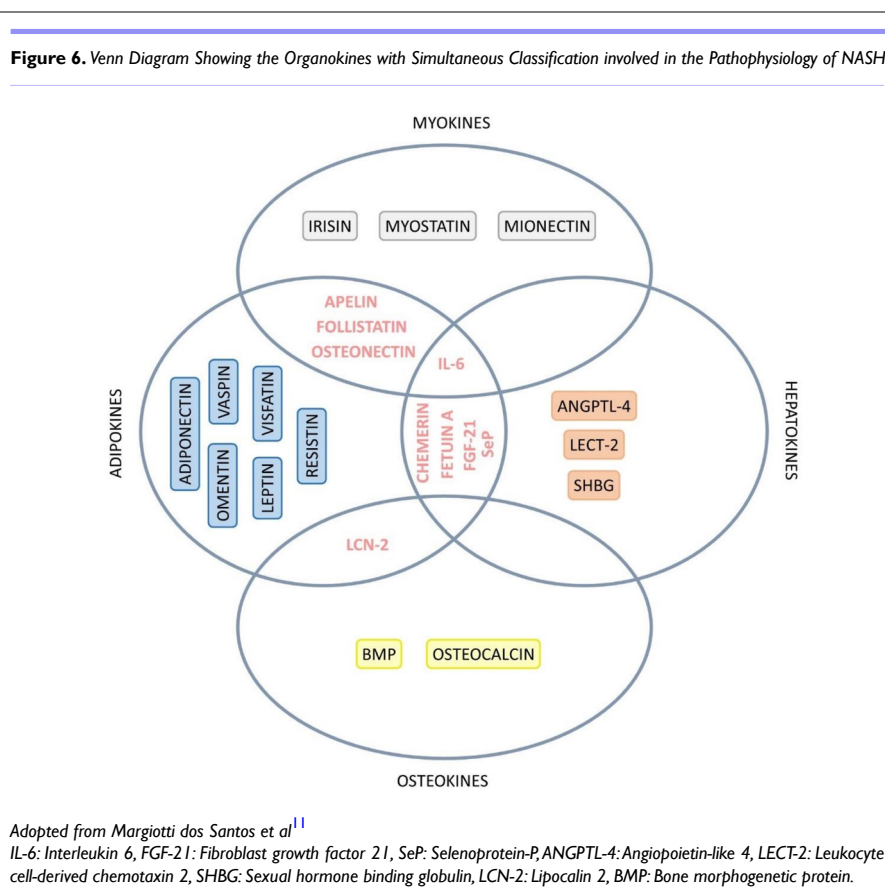 Figure 6. Venn Diagram Showing the Organokines with Simultaneous Classification involved in the Pathophysiology of NASH
MYOKINES
IRISIN MYOSTATIN MIONECTIN
APELIN
FOLLISTATIN
OSTEONECTIN
IL-6
ADIPOKINES
ADIPONECTIN
VASPIN
OMENTIN
VISFATIN
LEPTIN
RESISTIN
CHEMERIN
FETUIN A
FGF-21
SeP
ANGPTL-4
LECT-2
SHBG
HEPATOKINES
LCN-2
BMP OSTEOCALCIN
OSTEOKINES
Adopted from Margiotti dos Santos et al11
IL-6: Interleukin 6, FGF-21: Fibroblast growth factor 21, SeP: Selenoprotein-P, ANGPTL-4: Angiopoietin-like 4, LECT-2: Leukocyte
cell-derived chemotaxin 2, SHBG: Sexual hormone binding globulin, LCN-2: Lipocalin 2, BMP: Bone morphogenetic protein.